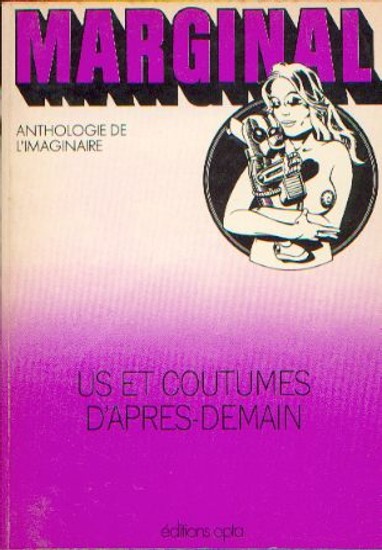 MARGINAL
ANTHOLOGIE DE
L'IMAGINAIRE
US ET COUTUMES
D'APRES-DEMAIN
éditions opta